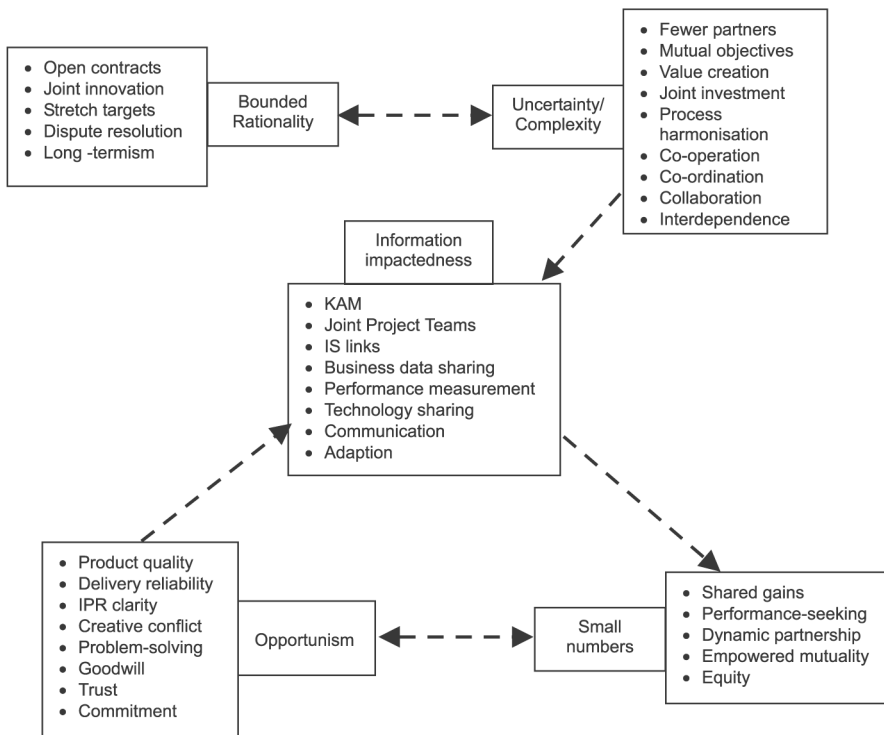 • Open contracts
• Joint innovation
• Stretch targets
• Dispute resolution
• Long -termism
Bounded
Rationality
Uncertainty/
Complexity
• Fewer partners
• Mutual objectives
• Value creation
• Joint investment
• Process
harmonisation
• Co-operation
• Co-ordination
• Collaboration
• Interdependence
Information
impactedness
• KAM
• Joint Project Teams
• IS links
• Business data sharing
• Performance measurement
• Technology sharing
• Communication
• Adaption
• Product quality
• Delivery reliability
• IPR clarity
• Creative conflict
• Problem-solving
• Goodwill
• Trust
• Commitment
Opportunism
Small
numbers
• Shared gains
• Performance-seeking
• Dynamic partnership
• Empowered mutuality
• Equity